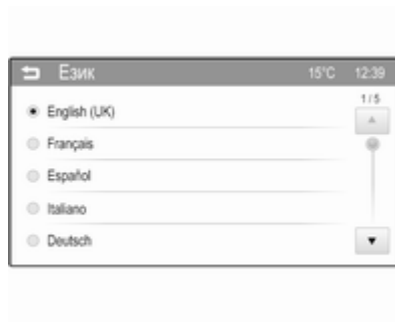 Език 15°C 12:39
1/5
English (UK)
Français
Español
Italiano
Deutsch